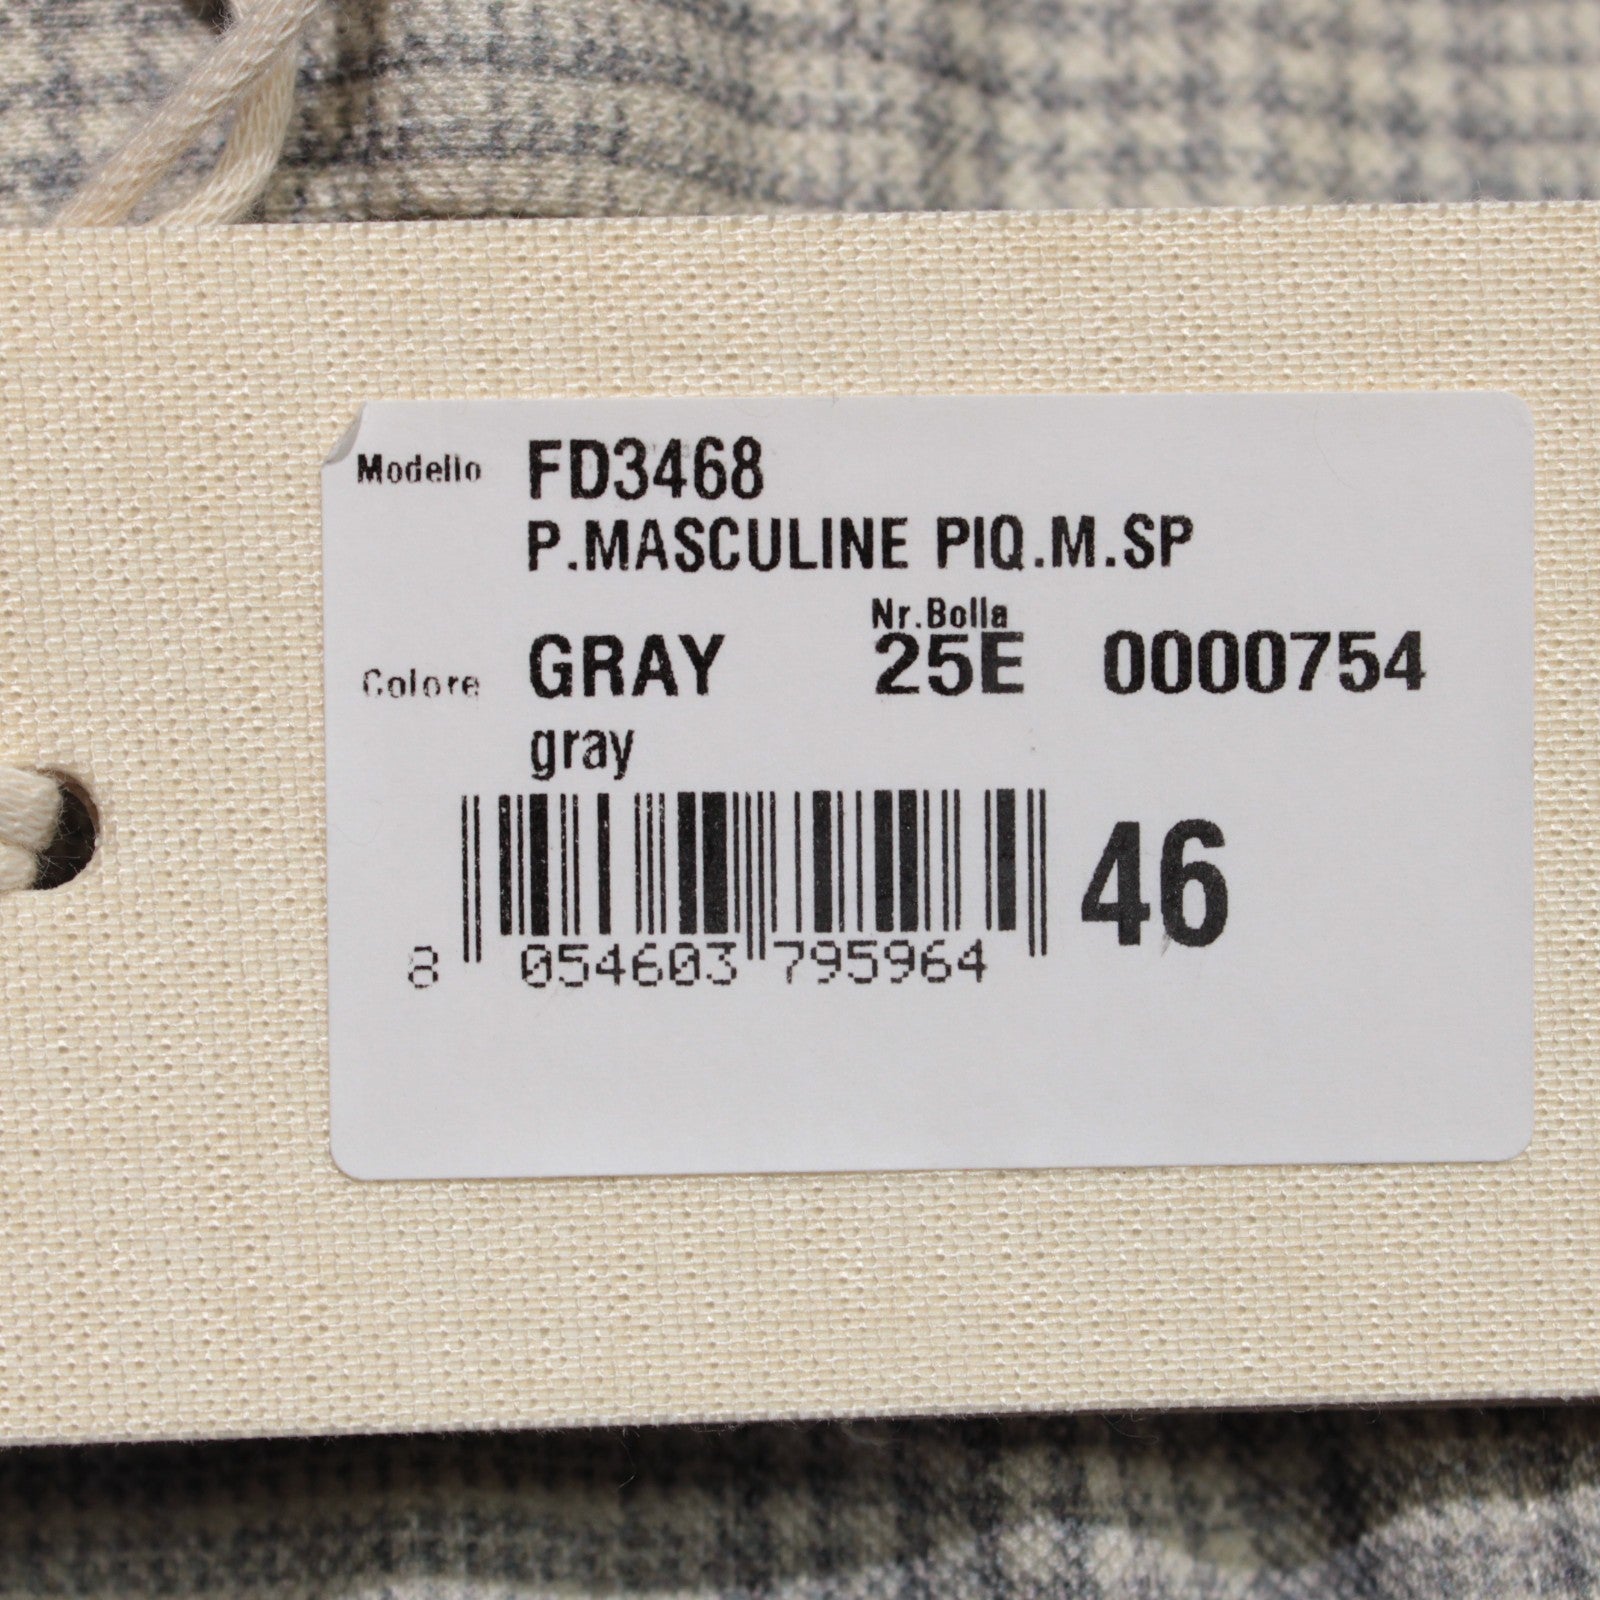 Modello FD3468
P.MASCULINE PIQ.M.SP
Nr.Bolla
Colore GRAY 25E 0000754
gray
46
8 054603 795964